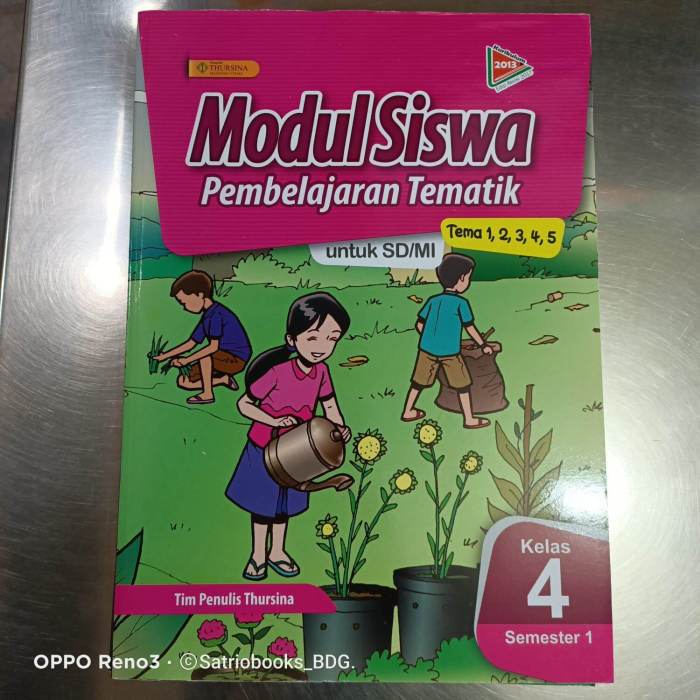 THURSINA
Kurikulum
2013
Modul Siswa
Pembelajaran Tematik
Tema 1, 2, 3, 4, 5
untuk SD/MI
Kelas
4
Semester 1
Tim Penulis Thursina
OPPO Reno3 · ©Satriobooks_BDG.